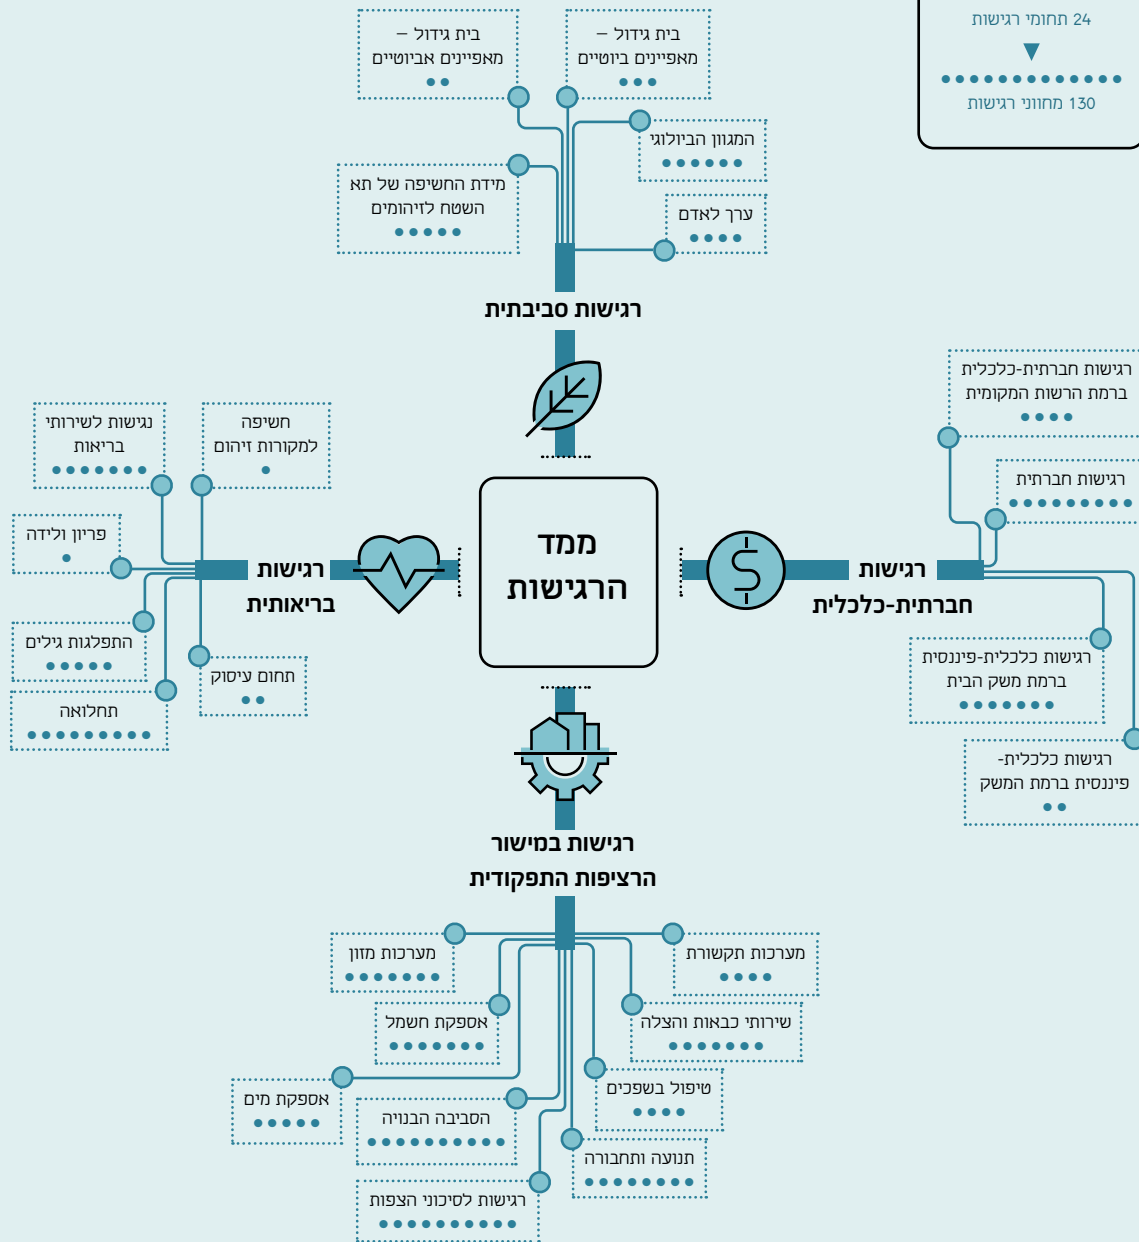 24 תחומי רגישות
130 מחווני רגישות
בית גידול –
מאפיינים ביוטיים
בית גידול –
מאפיינים אביוטיים
המגוון הביולוגי
מידת החשיפה של תא
השטח לזיהומים
ערך לאדם
רגישות סביבתית
רגישות חברתית-כלכלית
ברמת הרשות המקומית
רגישות חברתית
רגישות
חברתית-כלכלית
רגישות כלכלית-פיננסית
ברמת משק הבית
רגישות כלכלית-
פיננסית ברמת המשק
ממד
הרגישות
חשיפה
למקורות זיהום
נגישות לשירותי
בריאות
פריון ולידה
רגישות
בריאותית
התפלגות גילים
תחום עיסוק
תחלואה
רגישות במישור
הרציפות התפקודית
מערכות תקשורת
מערכות מזון
שירותי כבאות והצלה
אספקת חשמל
טיפול בשפכים
אספקת מים
הסביבה הבנויה
תנועה ותחבורה
רגישות לסיכוני הצפות